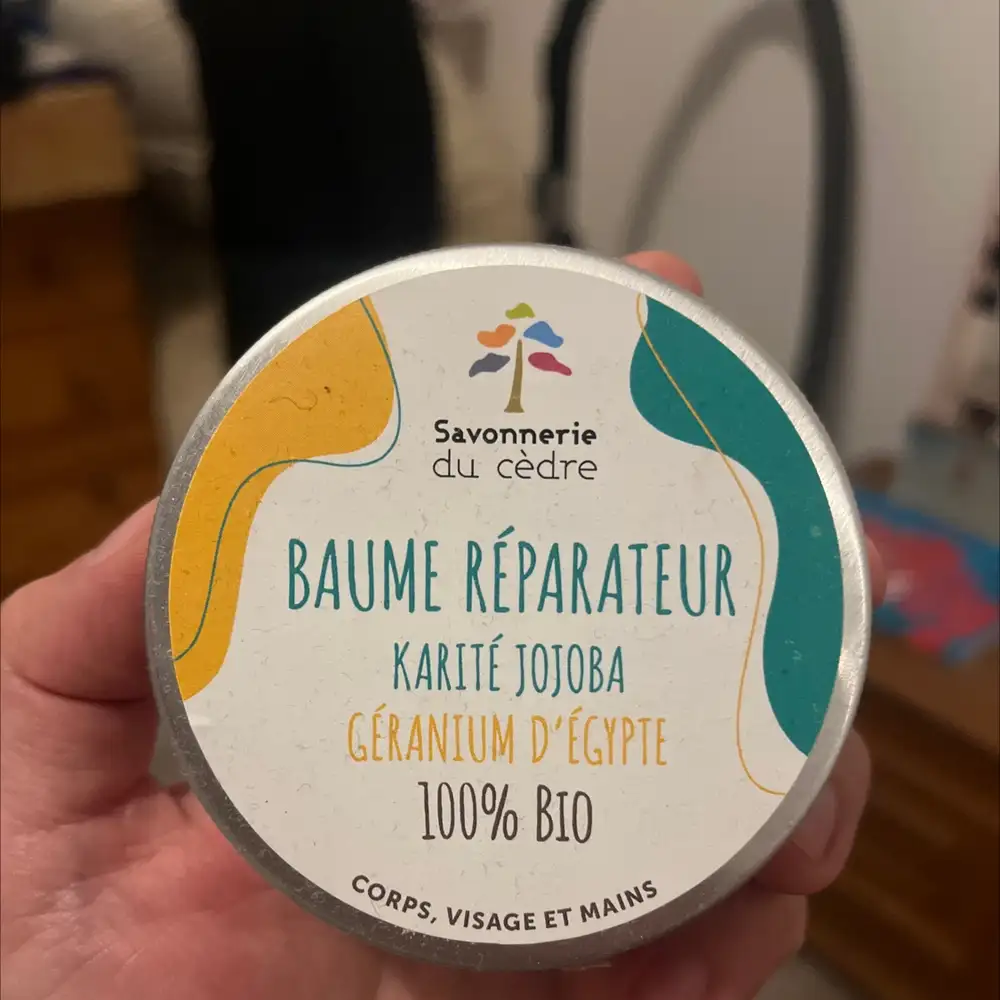 Savonnerie
du cèdre
BAUME RÉPARATEUR
KARITÉ JOJOBA
GÉRANIUM D'ÉGYPTE
100% BIO
CORPS, VISAGE ET MAINS